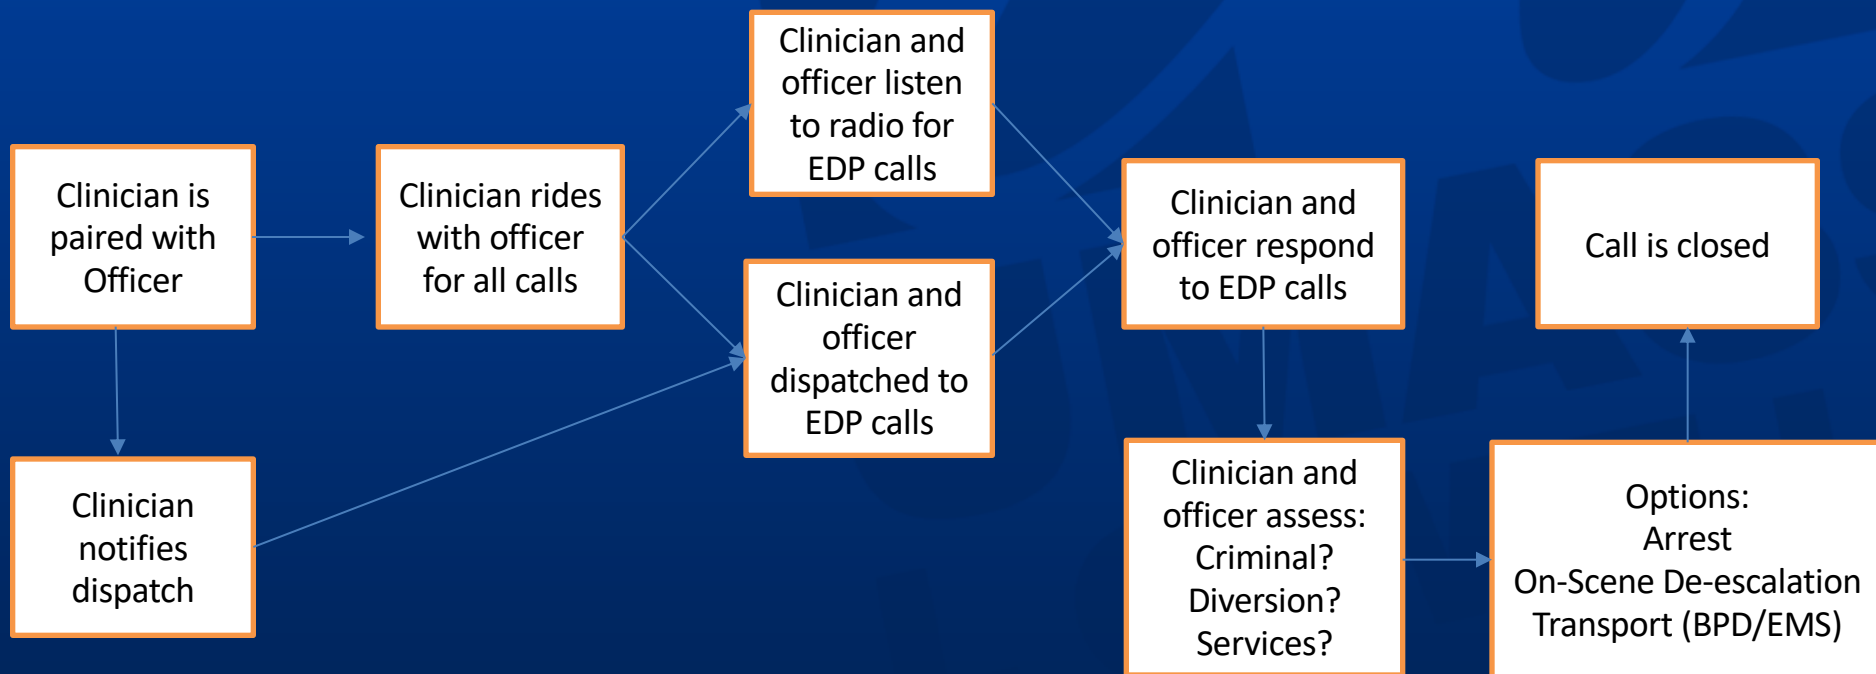 Clinician is
paired with
Officer
Clinician rides
with officer
for all calls
Clinician and
officer listen
to radio for
EDP calls
Clinician and
officer
dispatched to
EDP calls
Clinician and
officer respond
to EDP calls
Call is closed
Clinician
notifies
dispatch
Clinician and
officer assess:
Criminal?
Diversion?
Services?
Options:
Arrest
On-Scene De-escalation
Transport (BPD/EMS)